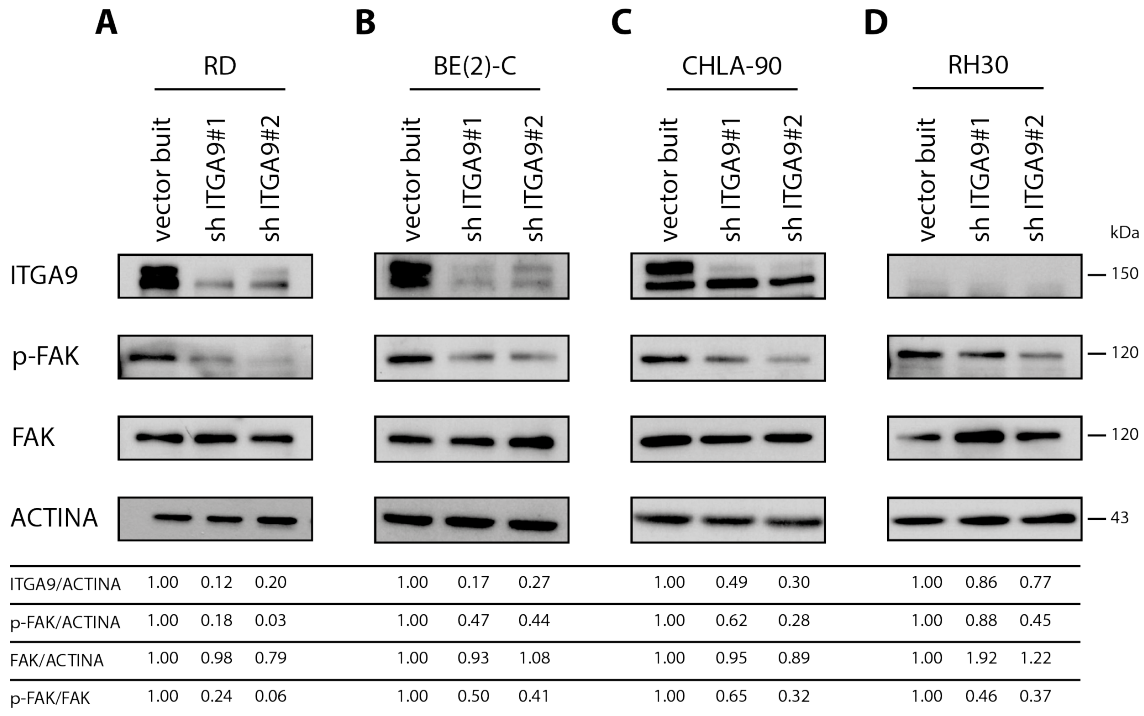 A B C D
RD BE(2)-C CHLA-90 RH30
vector buit sh ITGA9#1 sh ITGA9#2 vector buit sh ITGA9#1 sh ITGA9#2 vector buit sh ITGA9#1 sh ITGA9#2 vector buit sh ITGA9#1 sh ITGA9#2
kDa
ITGA9 150
p-FAK 120
FAK 120
ACTINA 43
ITGA9/ACTINA 1.00 0.12 0.20 1.00 0.17 0.27 1.00 0.49 0.30 1.00 0.86 0.77
p-FAK/ACTINA 1.00 0.18 0.03 1.00 0.47 0.44 1.00 0.62 0.28 1.00 0.88 0.45
FAK/ACTINA 1.00 0.98 0.79 1.00 0.93 1.08 1.00 0.95 0.89 1.00 1.92 1.22
p-FAK/FAK 1.00 0.24 0.06 1.00 0.50 0.41 1.00 0.65 0.32 1.00 0.46 0.37